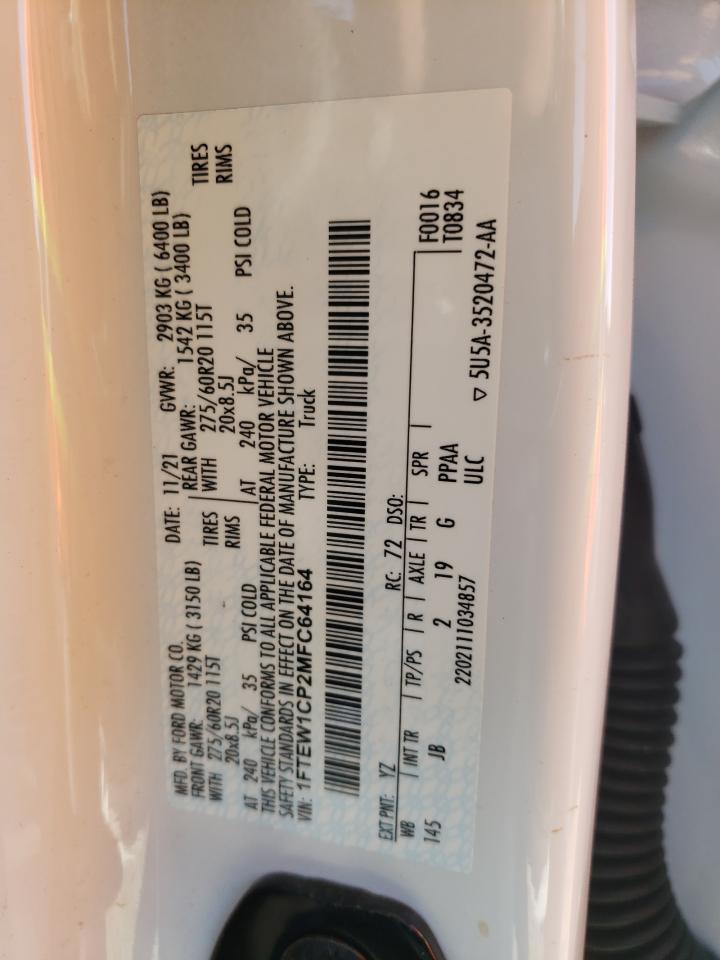 MFD. BY FORD MOTOR CO. DATE: 11/21 GVWR: 2903 KG ( 6400 LB)
FRONT GAWR: 1429 KG ( 3150 LB) REAR GAWR: 1542 KG ( 3400 LB)
WITH 275/60R20 115T TIRES WITH 275/60R20 115T TIRES
20x8.5J RIMS 20x8.5J RIMS
AT 240 kPa/ 35 PSI COLD AT 240 kPa/ 35 PSI COLD
THIS VEHICLE CONFORMS TO ALL APPLICABLE FEDERAL MOTOR VEHICLE
SAFETY STANDARDS IN EFFECT ON THE DATE OF MANUFACTURE SHOWN ABOVE.
VIN: 1FTEW1CP2MFC64164 TYPE: Truck
EXT PNT: YZ RC: 72 DSO: F0016
WB INT TR TP/PS R AXLE TR SPR T0834
145 JB 2 19 G PPAA
2202111034857 ULC ▽ 5U5A-3520472-AA